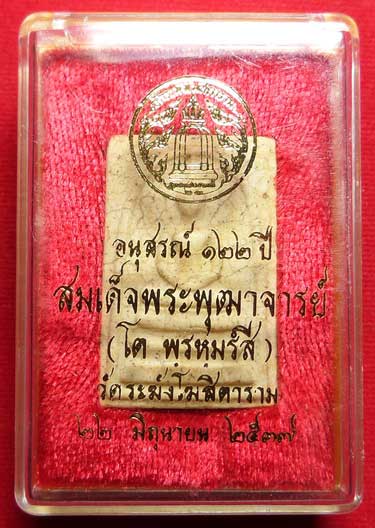 อนุสรณ์ ๑๒๒ ปี
สมเด็จพระพุฒาจารย์
(โต พรหมรังสี)
วัดระฆังโฆสิตาราม
๒๒ มิถุนายน ๒๕๓๗